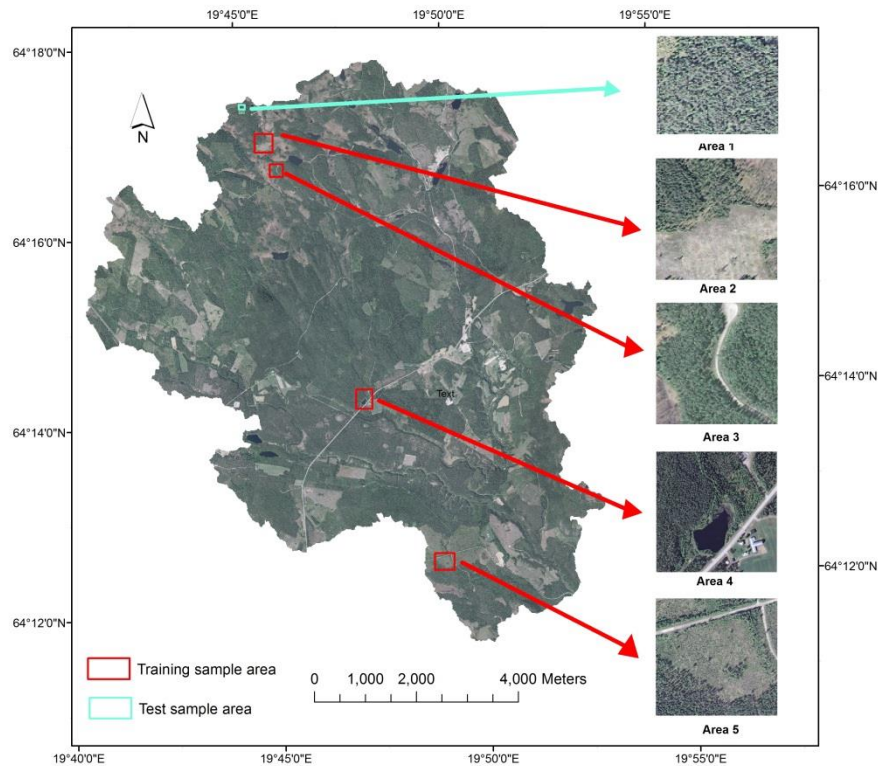 19°45'0"E 19°50'0"E 19°55'0"E
64°18'0"N
N
Area 1
64°16'0"N
64°16'0"N
Area 2
64°14'0"N
Text
Area 3
64°14'0"N
Area 4
64°12'0"N
64°12'0"N
Training sample area
0 1,000 2,000 4,000 Meters
Test sample area
Area 5
19°40'0"E 19°45'0"E 19°50'0"E 19°55'0"E